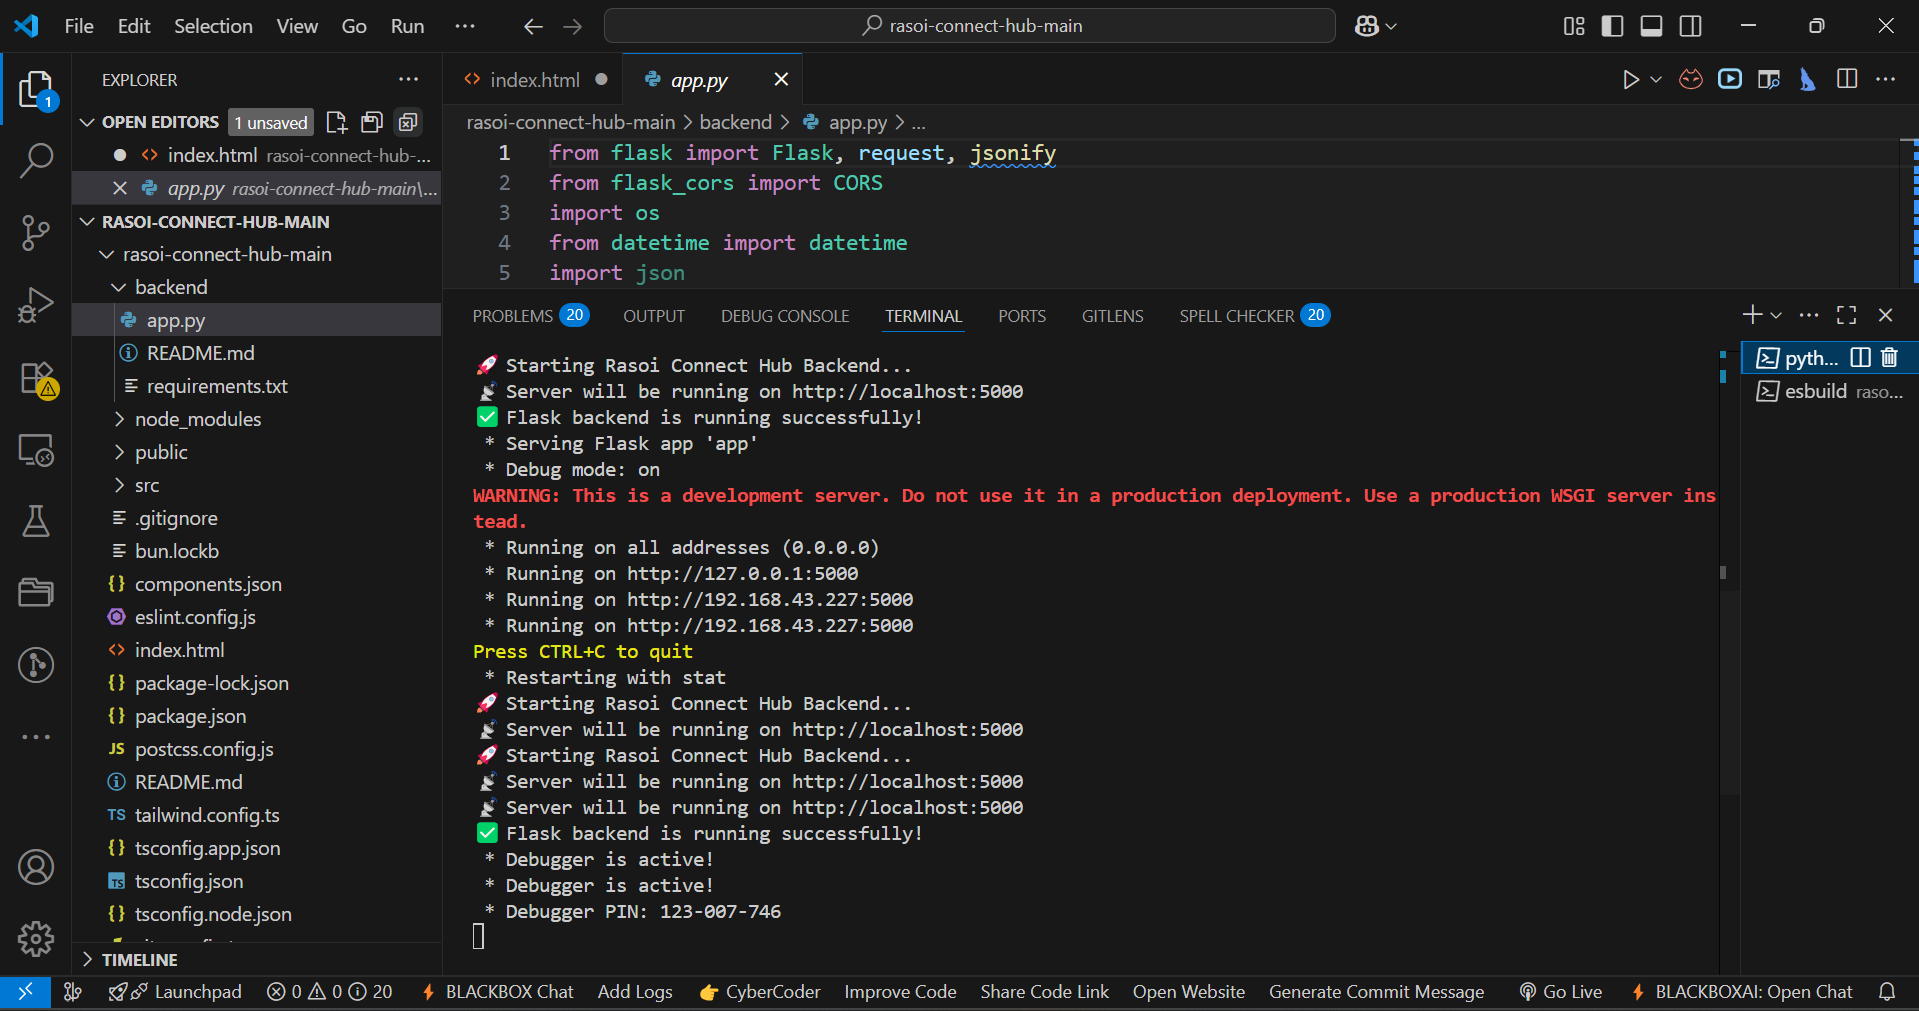 File Edit Selection View Go Run ···
rasoi-connect-hub-main
EXPLORER
OPEN EDITORS 1 unsaved
index.html rasoi-connect-hub-...
app.py rasoi-connect-hub-main\...
RASOI-CONNECT-HUB-MAIN
rasoi-connect-hub-main
backend
app.py
README.md
requirements.txt
node_modules
public
src
.gitignore
bun.lockb
components.json
eslint.config.js
index.html
package-lock.json
package.json
postcss.config.js
README.md
TS tailwind.config.ts
tsconfig.app.json
tsconfig.json
tsconfig.node.json
TIMELINE
index.html
app.py
rasoi-connect-hub-main > backend > app.py > ...
1 from flask import Flask, request, jsonify
2 from flask_cors import CORS
3 import os
4 from datetime import datetime
5 import json
PROBLEMS 20 OUTPUT DEBUG CONSOLE TERMINAL PORTS GITLENS SPELL CHECKER 20
🚀 Starting Rasoi Connect Hub Backend...
📡 Server will be running on http://localhost:5000
✅ Flask backend is running successfully!
* Serving Flask app 'app'
* Debug mode: on
WARNING: This is a development server. Do not use it in a production deployment. Use a production WSGI server ins
tead.
* Running on all addresses (0.0.0.0)
* Running on http://127.0.0.1:5000
* Running on http://192.168.43.227:5000
* Running on http://192.168.43.227:5000
Press CTRL+C to quit
* Restarting with stat
🚀 Starting Rasoi Connect Hub Backend...
📡 Server will be running on http://localhost:5000
🚀 Starting Rasoi Connect Hub Backend...
📡 Server will be running on http://localhost:5000
📡 Server will be running on http://localhost:5000
✅ Flask backend is running successfully!
* Debugger is active!
* Debugger is active!
* Debugger PIN: 123-007-746
pyth...
esbuild raso...
Launchpad 0 0 20 BLACKBOX Chat Add Logs 👉 CyberCoder Improve Code Share Code Link Open Website Generate Commit Message Go Live BLACKBOXAI: Open Chat